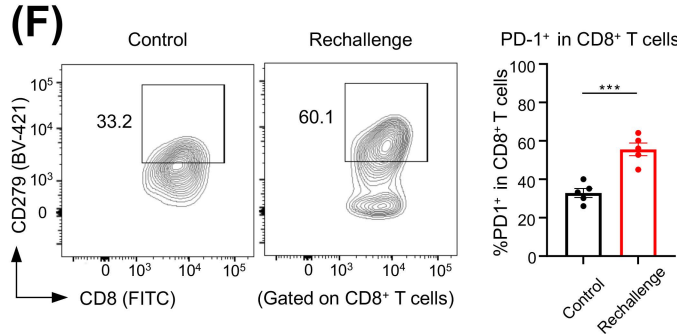 (F)
Control
Rechallenge
PD-1⁺ in CD8⁺ T cells
CD279 (BV-421)
10⁵
10⁴
10³
0
33.2
60.1
0 10³ 10⁴ 10⁵
0 10³ 10⁴ 10⁵
CD8 (FITC)
(Gated on CD8⁺ T cells)
%PD1⁺ in CD8⁺ T cells
100
80
60
40
20
0
***
Control
Rechallenge